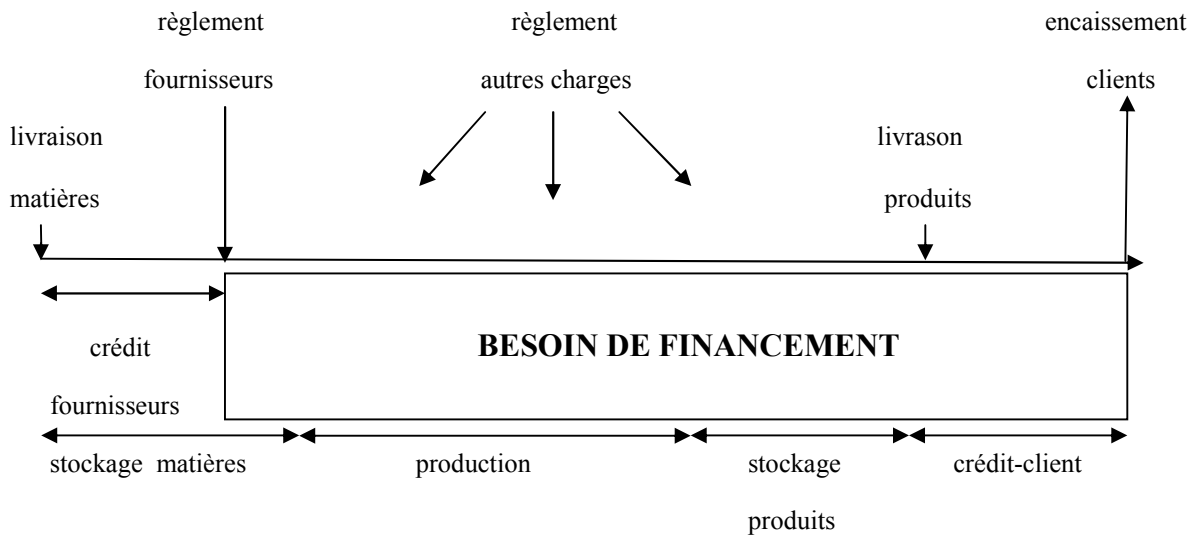 règlement
fournisseurs
règlement
autres charges
encaissement
clients
livraison
matières
livrason
produits
crédit
fournisseurs
BESOIN DE FINANCEMENT
stockage matières
production
stockage
produits
crédit-client